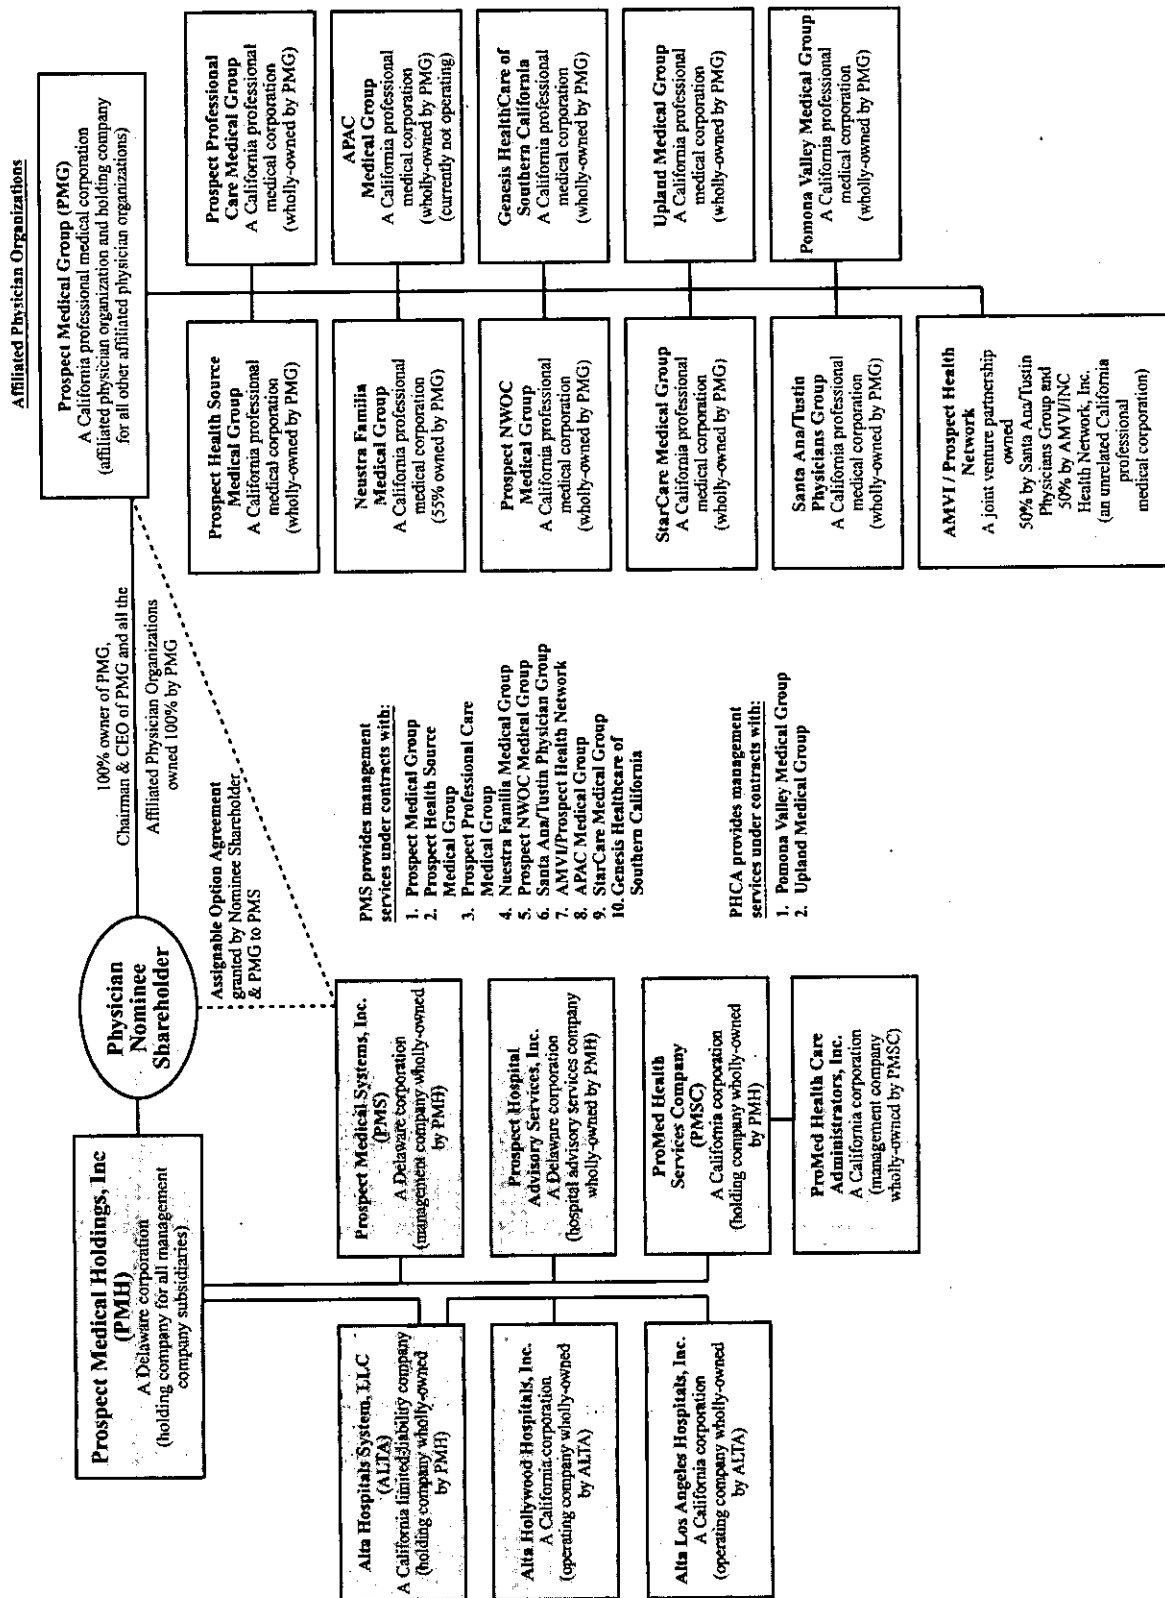 Affiliated Physician Organizations
Prospect Medical Holdings, Inc
(PMH)
A Delaware corporation
(holding company for all management
company subsidiaries)
Physician
Nominee
Shareholder
100% owner of PMG,
Chairman & CEO of PMG and all the
Affiliated Physician Organizations
owned 100% by PMG
Prospect Medical Group (PMG)
A California professional medical corporation
(affiliated physician organization and holding company
for all other affiliated physician organizations)
Assignable Option Agreement
granted by Nominee Shareholder
& PMG to PMS
Alta Hospitals System, LLC
(ALTA)
A California limited liability company
(holding company wholly-owned
by PMH)
Alta Hollywood Hospitals, Inc.
A California corporation
(operating company wholly-owned
by ALTA)
Alta Los Angeles Hospitals, Inc.
A California corporation
(operating company wholly-owned
by ALTA)
Prospect Medical Systems, Inc.
(PMS)
A Delaware corporation
(management company wholly-owned
by PMH)
Prospect Hospital
Advisory Services, Inc.
A Delaware corporation
(hospital advisory services company
wholly-owned by PMH)
ProMed Health
Services Company
(PMSC)
A California corporation
(holding company wholly-owned
by PMH)
ProMed Health Care
Administrators, Inc.
A California corporation
(management company
wholly-owned by PMSC)
PMS provides management
services under contracts with:
1. Prospect Medical Group
2. Prospect Health Source
Medical Group
3. Prospect Professional Care
Medical Group
4. Nuestra Familia Medical Group
5. Prospect NWOC Medical Group
6. Santa Ana/Tustin Physician Group
7. AMVI/Prospect Health Network
8. APAC Medical Group
9. StarCare Medical Group
10. Genesis Healthcare of
Southern California
PHCA provides management
services under contracts with:
1. Pomona Valley Medical Group
2. Upland Medical Group
Prospect Health Source
Medical Group
A California professional
medical corporation
(wholly-owned by PMG)
Neustra Familia
Medical Group
A California professional
medical corporation
(55% owned by PMG)
Prospect NWOC
Medical Group
A California professional
medical corporation
(wholly-owned by PMG)
StarCare Medical Group
A California professional
medical corporation
(wholly-owned by PMG)
Santa Ana/Tustin
Physicians Group
A California professional
medical corporation
(wholly-owned by PMG)
AMVI / Prospect Health
Network
A joint venture partnership
owned
50% by Santa Ana/Tustin
Physicians Group and
50% by AMVI/INC
Health Network, Inc.
(an unrelated California
professional
medical corporation)
Prospect Professional
Care Medical Group
A California professional
medical corporation
(wholly-owned by PMG)
APAC
Medical Group
A California professional
medical corporation
(wholly-owned by PMG)
(currently not operating)
Genesis HealthCare of
Southern California
A California professional
medical corporation
(wholly-owned by PMG)
Upland Medical Group
A California professional
medical corporation
(wholly-owned by PMG)
Pomona Valley Medical Group
A California professional
medical corporation
(wholly-owned by PMG)